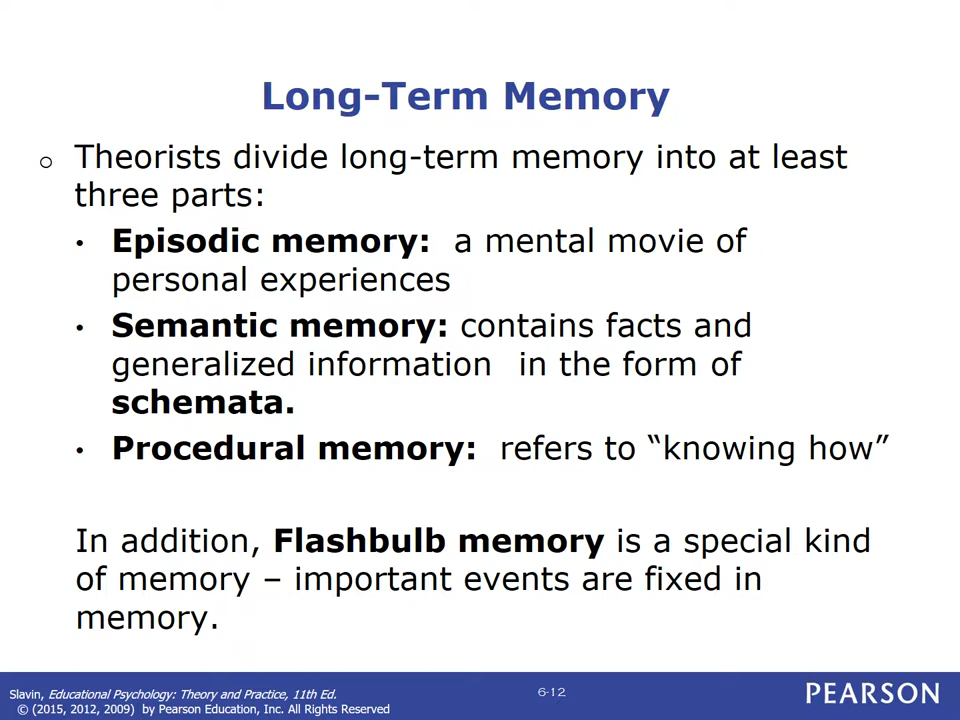 Long-Term Memory
○ Theorists divide long-term memory into at least
three parts:
• Episodic memory: a mental movie of
personal experiences
• Semantic memory: contains facts and
generalized information in the form of
schemata.
• Procedural memory: refers to “knowing how”
In addition, Flashbulb memory is a special kind
of memory – important events are fixed in
memory.
Slavin, Educational Psychology: Theory and Practice, 11th Ed.
© (2015, 2012, 2009) by Pearson Education, Inc. All Rights Reserved
6-12
PEARSON